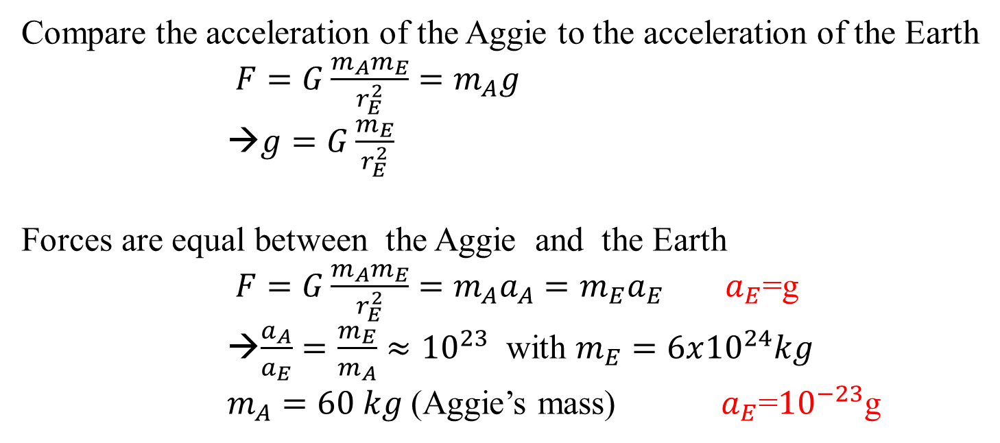 Compare the acceleration of the Aggie to the acceleration of the Earth
$F = G\frac{m_A m_E}{r_E^2} = m_A g$
→$g = G\frac{m_E}{r_E^2}$
Forces are equal between the Aggie and the Earth
$F = G\frac{m_A m_E}{r_E^2} = m_A a_A = m_E a_E$ $a_E$=g
→$\frac{a_A}{a_E} = \frac{m_E}{m_A} \approx 10^{23}$ with $m_E = 6x10^{24}kg$
$m_A = 60\ kg$ (Aggie’s mass) $a_E$=$10^{-23}$g